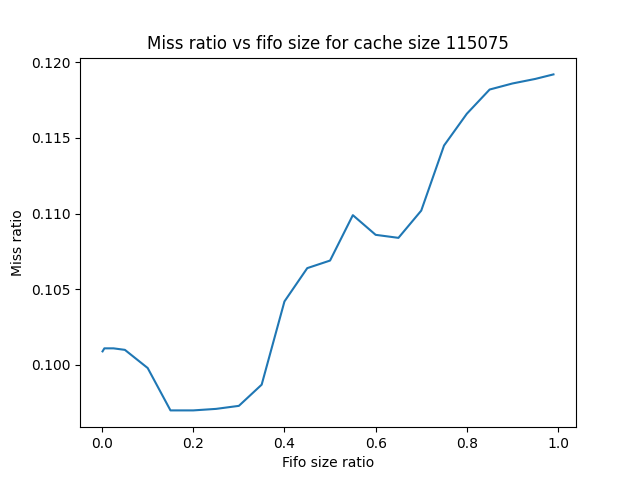 Miss ratio vs fifo size for cache size 115075
0.120
0.115
0.110
0.105
0.100
Miss ratio
0.0 0.2 0.4 0.6 0.8 1.0
Fifo size ratio